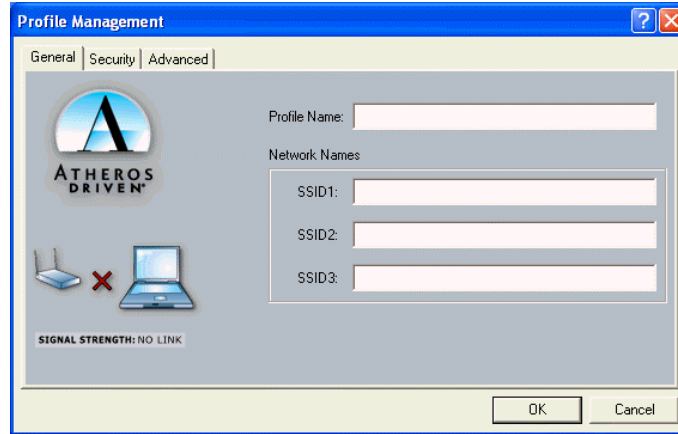 Profile Management
General Security Advanced
ATHEROS
DRIVEN
Profile Name:
Network Names
SSID1:
SSID2:
SSID3:
SIGNAL STRENGTH: NO LINK
OK Cancel